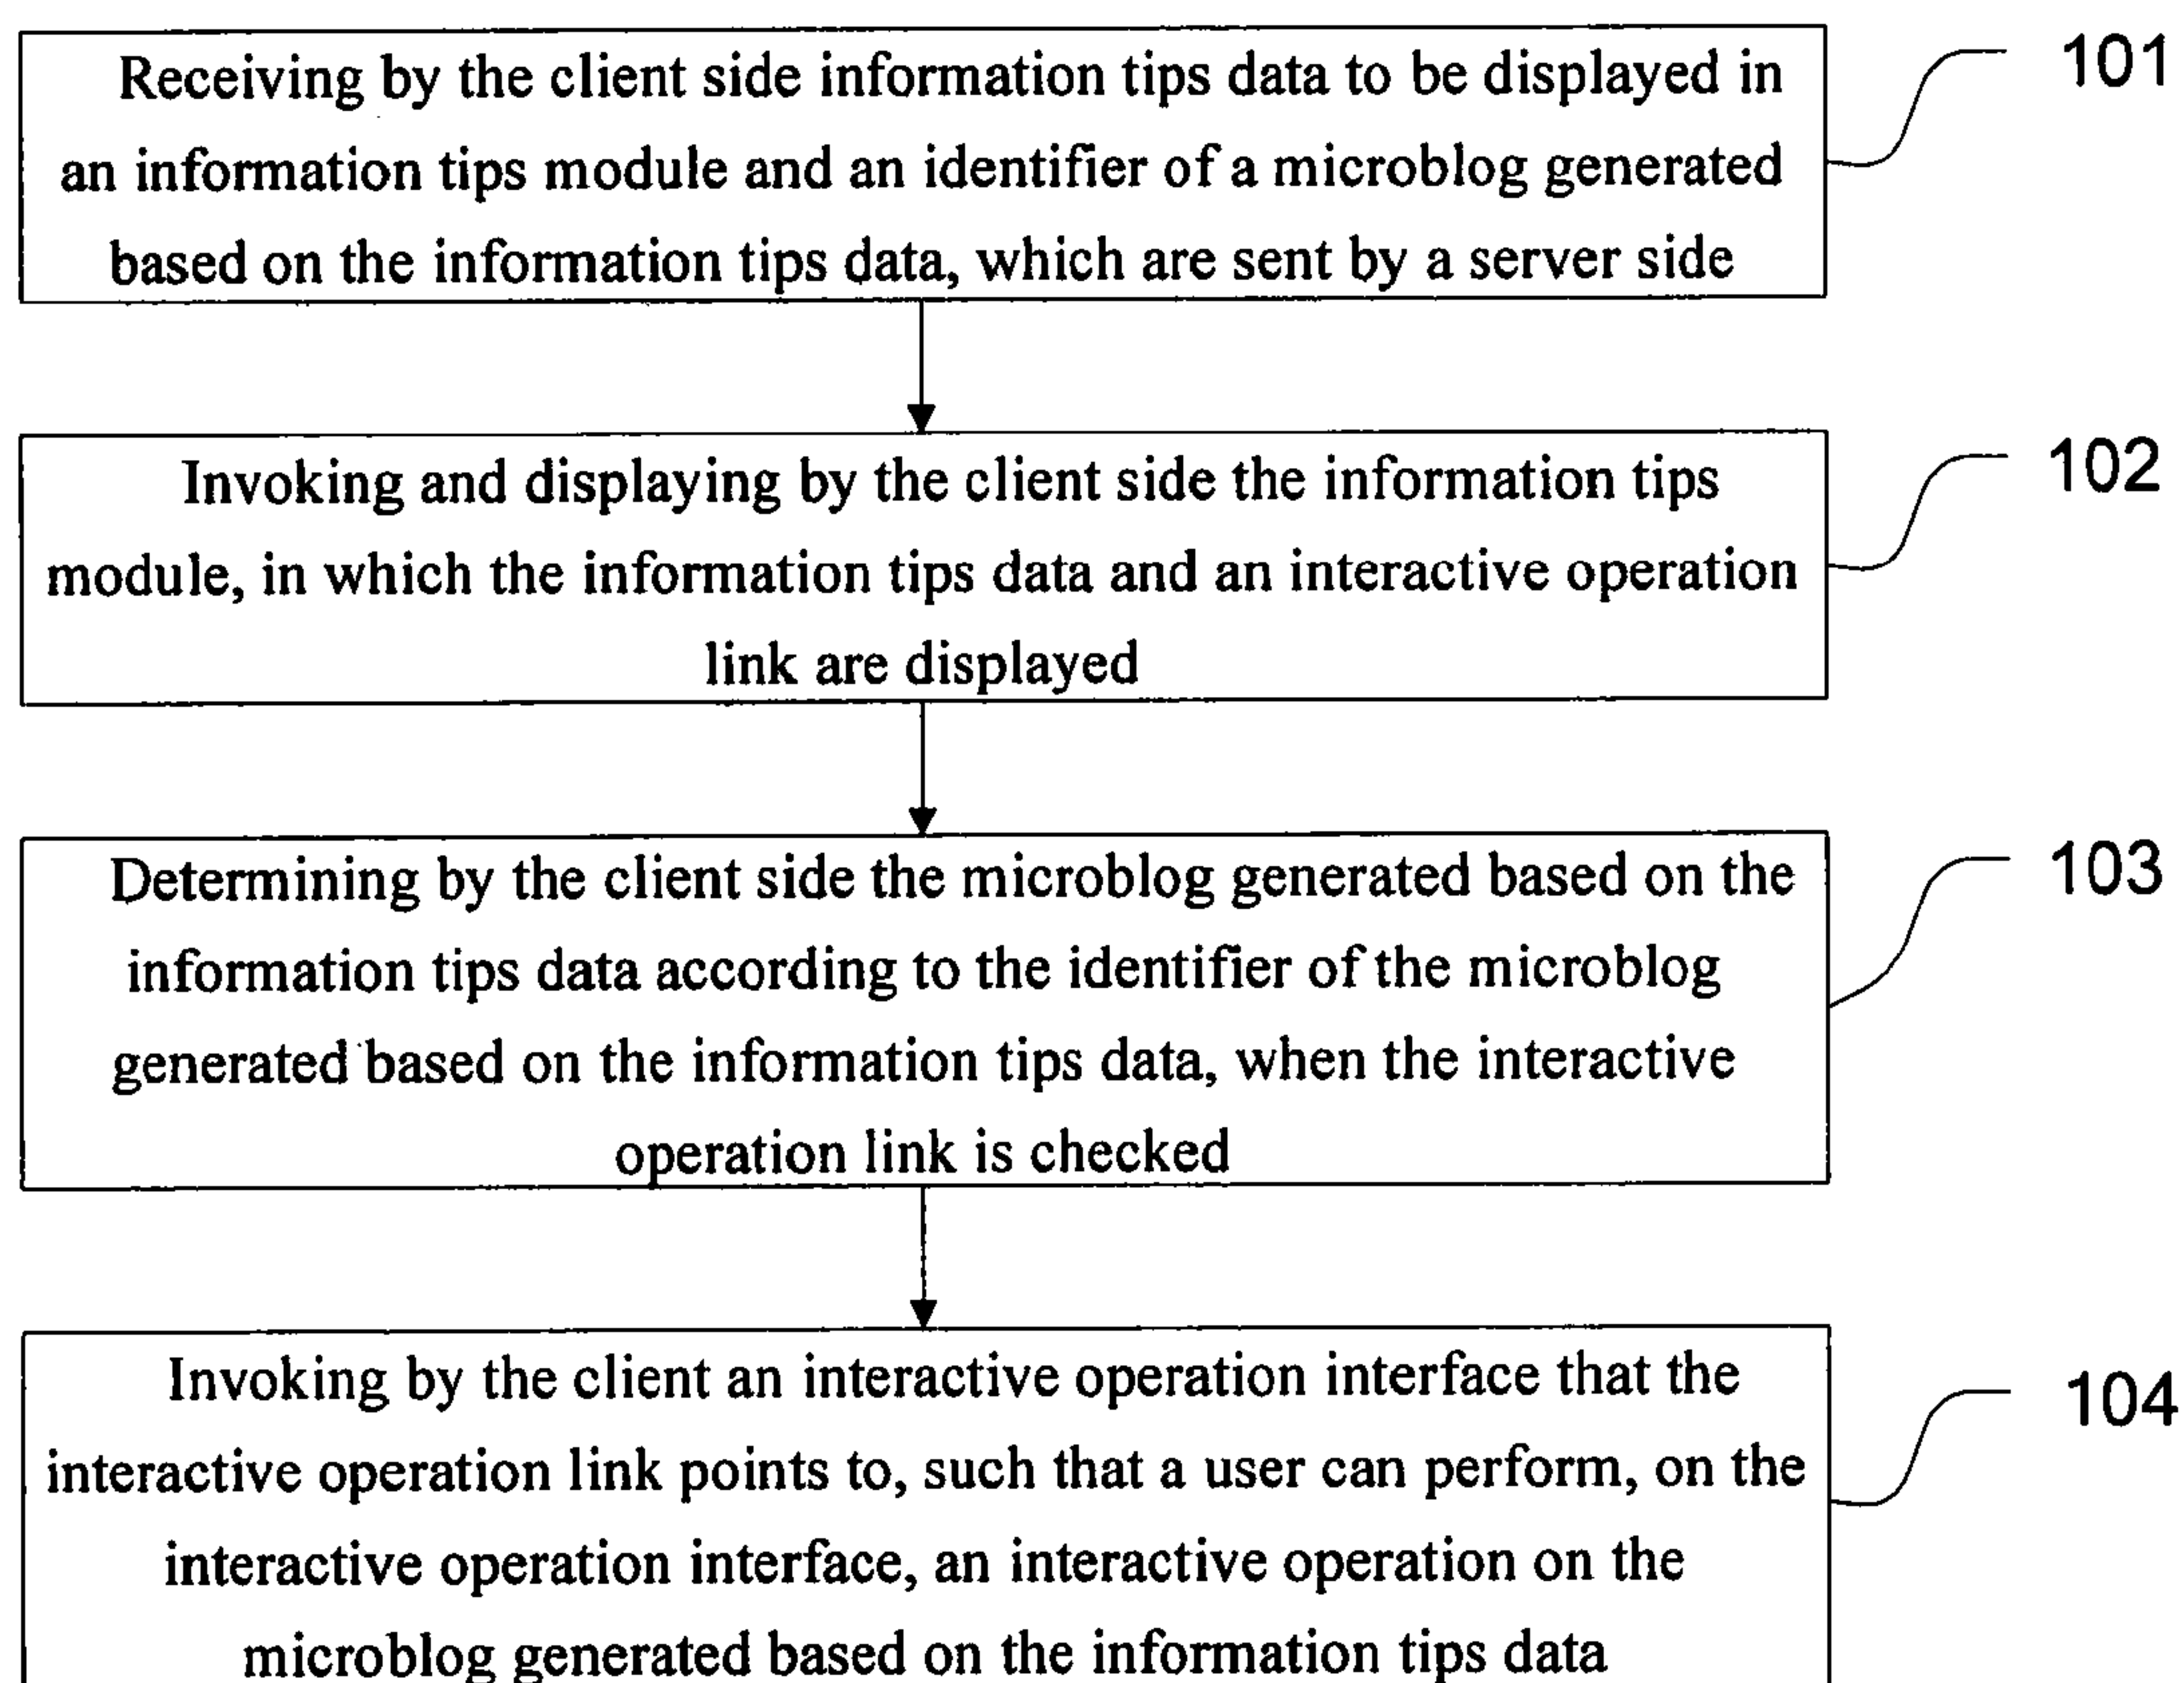 Receiving by the client side information tips data to be displayed in
an information tips module and an identifier of a microblog generated
based on the information tips data, which are sent by a server side
101
Invoking and displaying by the client side the information tips
module, in which the information tips data and an interactive operation
link are displayed
102
Determining by the client side the microblog generated based on the
information tips data according to the identifier of the microblog
generated based on the information tips data, when the interactive
operation link is checked
103
Invoking by the client an interactive operation interface that the
interactive operation link points to, such that a user can perform, on the
interactive operation interface, an interactive operation on the
microblog generated based on the information tips data
104